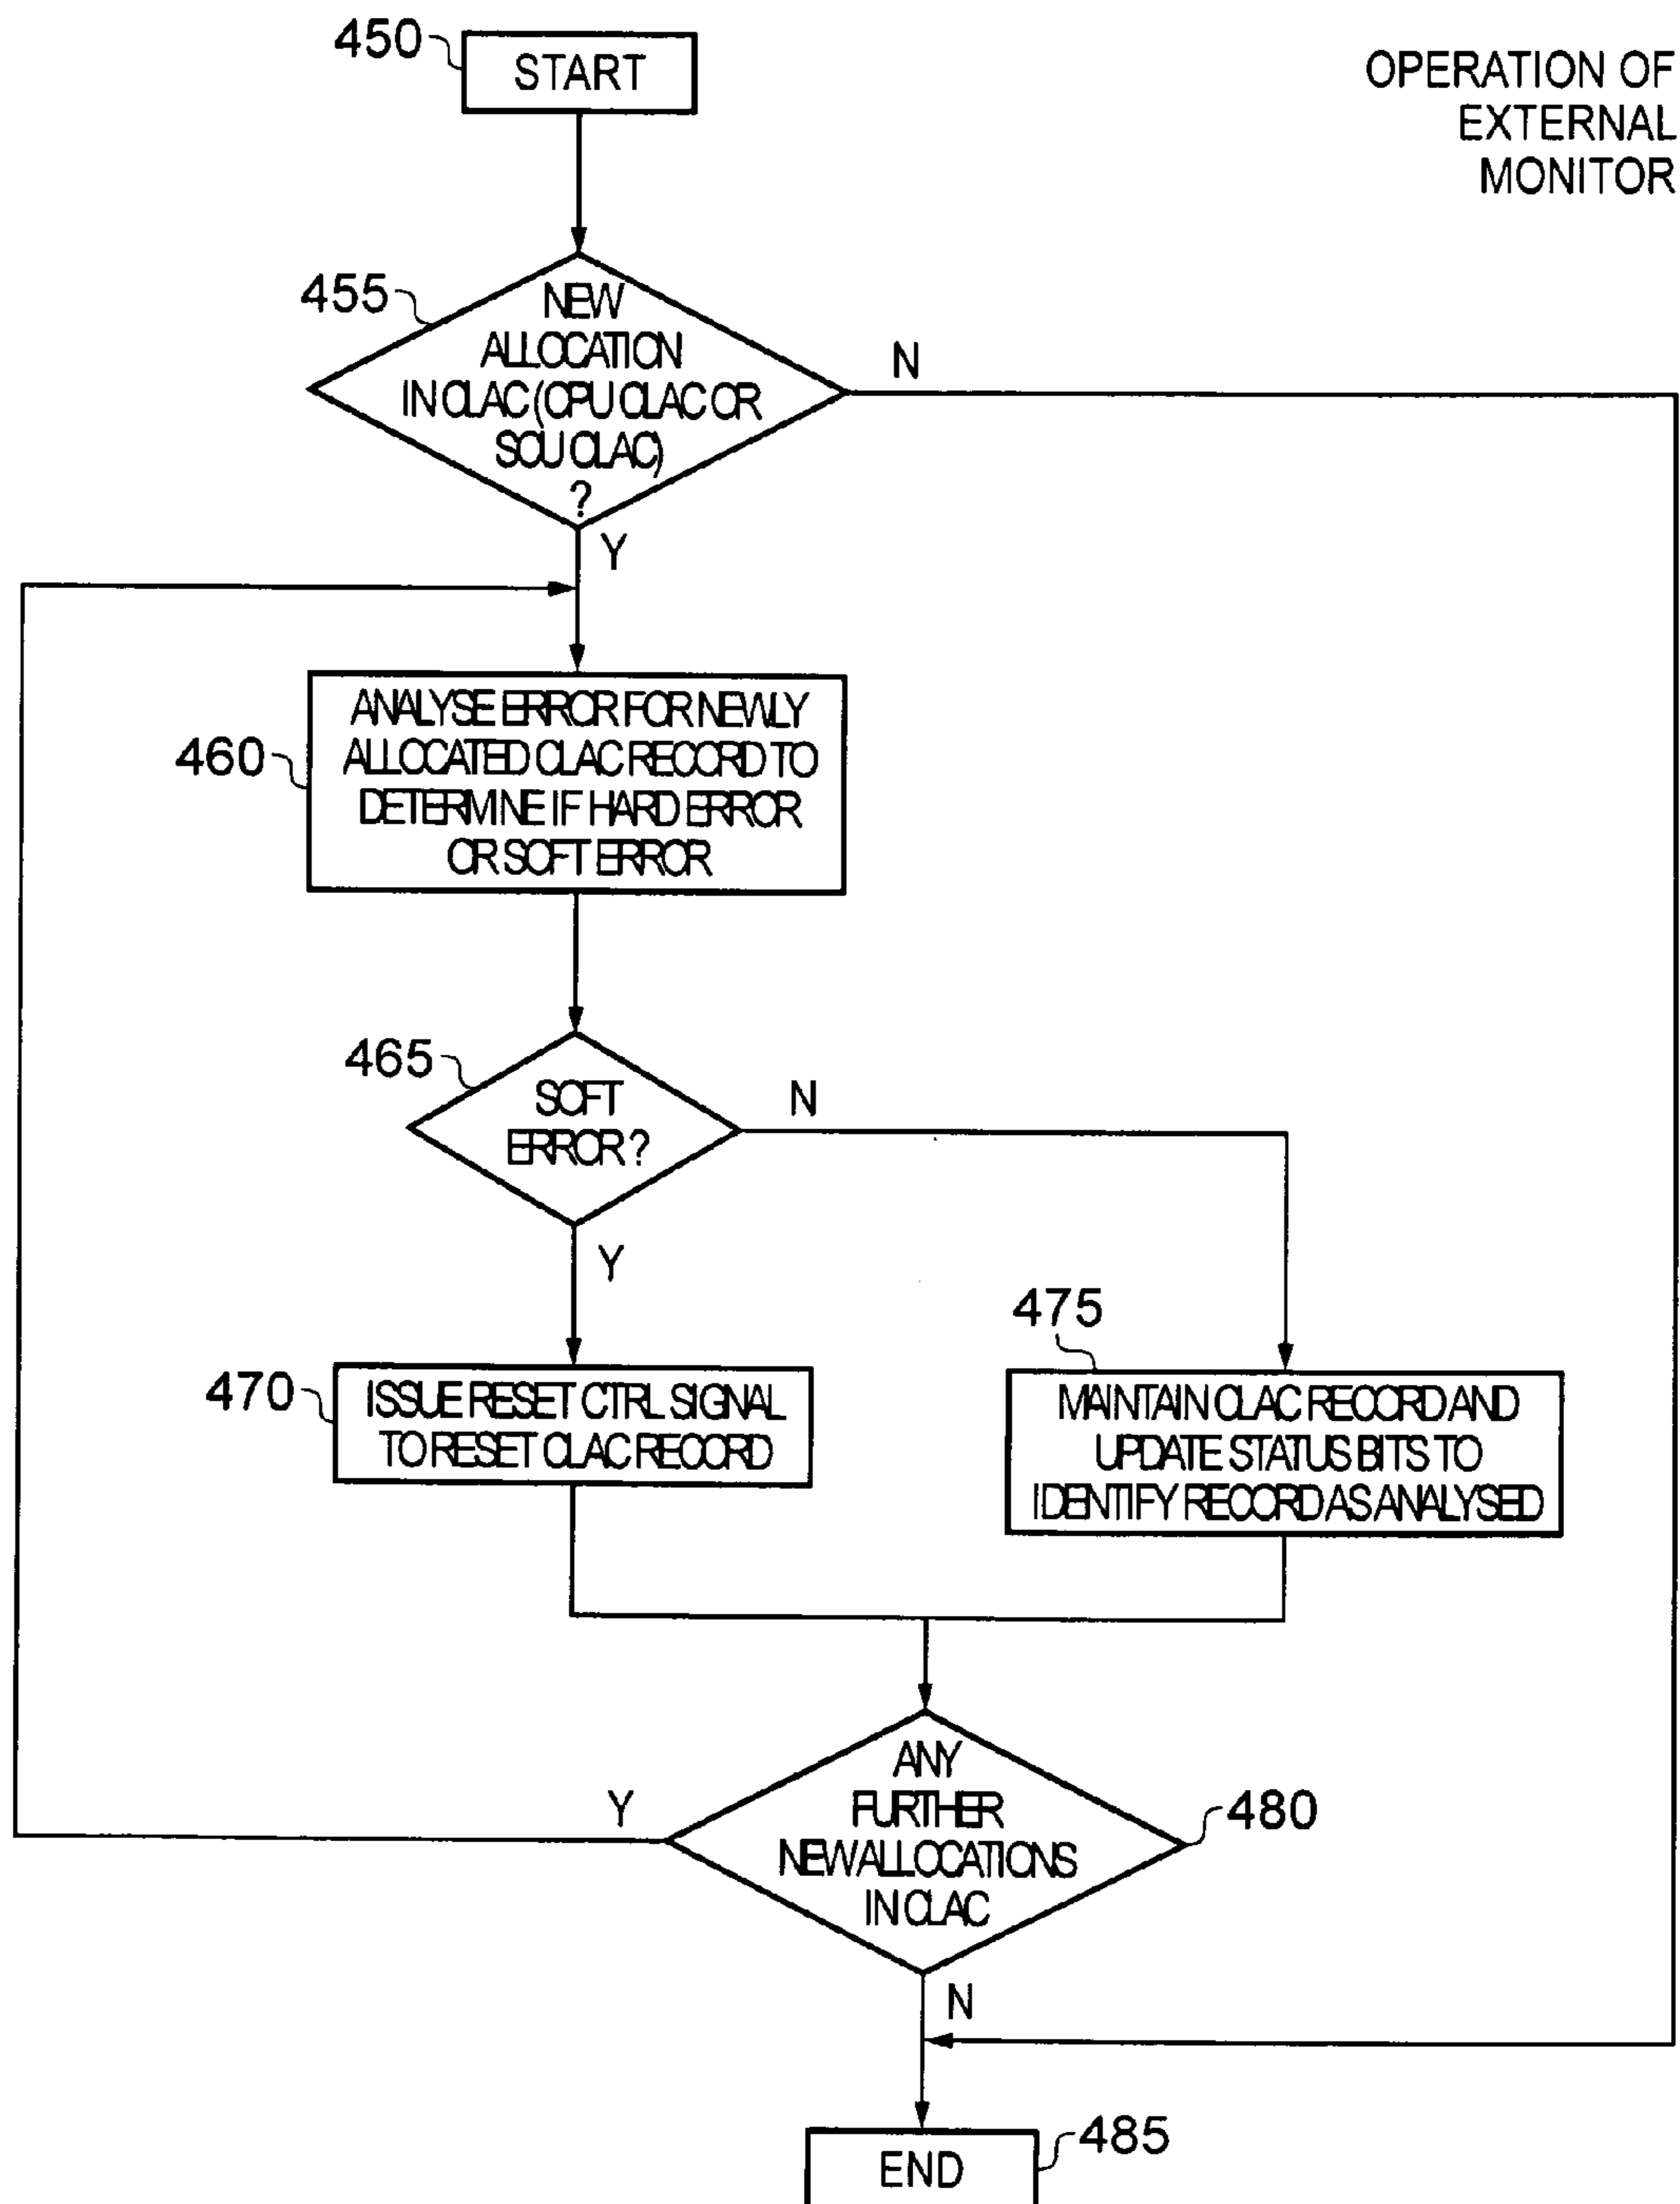 450
START
OPERATION OF
EXTERNAL
MONITOR
455
NEW
ALLOCATION
IN CLAC (CPU CLAC OR
SCU CLAC)
?
N
Y
460
ANALYSE ERROR FOR NEWLY
ALLOCATED CLAC RECORD TO
DETERMINE IF HARD ERROR
OR SOFT ERROR
465
SOFT
ERROR?
N
Y
470
ISSUE RESET CTRL SIGNAL
TO RESET CLAC RECORD
475
MAINTAIN CLAC RECORD AND
UPDATE STATUS BITS TO
IDENTIFY RECORD AS ANALYSED
ANY
FURTHER
NEW ALLOCATIONS
IN CLAC
480
Y
N
END
485